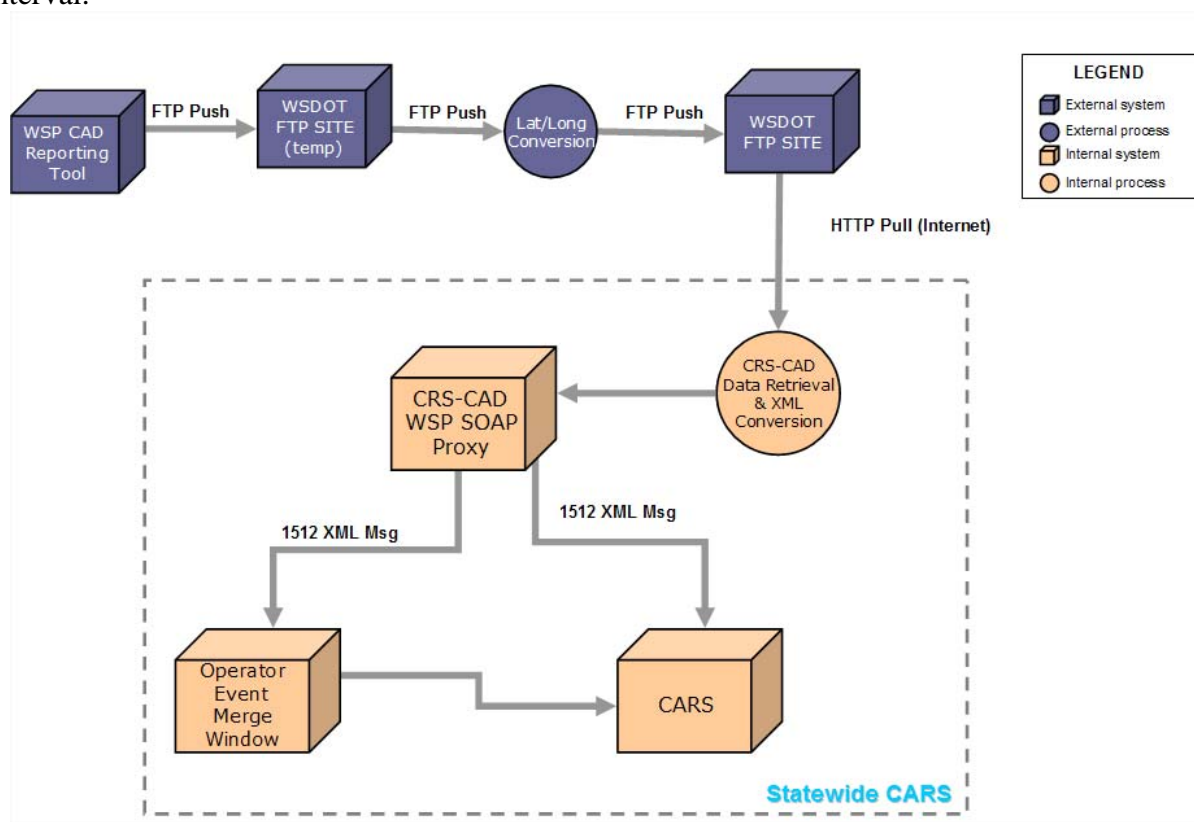 nterval.
LEGEND
External system
External process
Internal system
Internal process
WSP CAD
Reporting
Tool
FTP Push
WSDOT
FTP SITE
(temp)
FTP Push
Lat/Long
Conversion
FTP Push
WSDOT
FTP SITE
HTTP Pull (Internet)
CRS-CAD
Data Retrieval
& XML
Conversion
CRS-CAD
WSP SOAP
Proxy
1512 XML Msg
1512 XML Msg
Operator
Event
Merge
Window
CARS
Statewide CARS